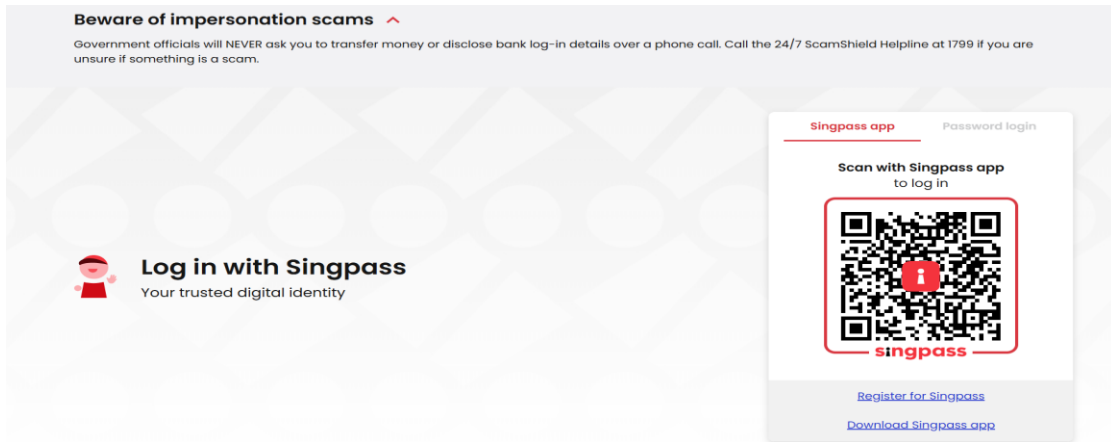 Beware of impersonation scams
Government officials will NEVER ask you to transfer money or disclose bank log-in details over a phone call. Call the 24/7 ScamShield Helpline at 1799 if you are
unsure if something is a scam.
Singpass app
Password login
Scan with Singpass app
to log in
singpass
Log in with Singpass
Your trusted digital identity
Register for Singpass
Download Singpass app